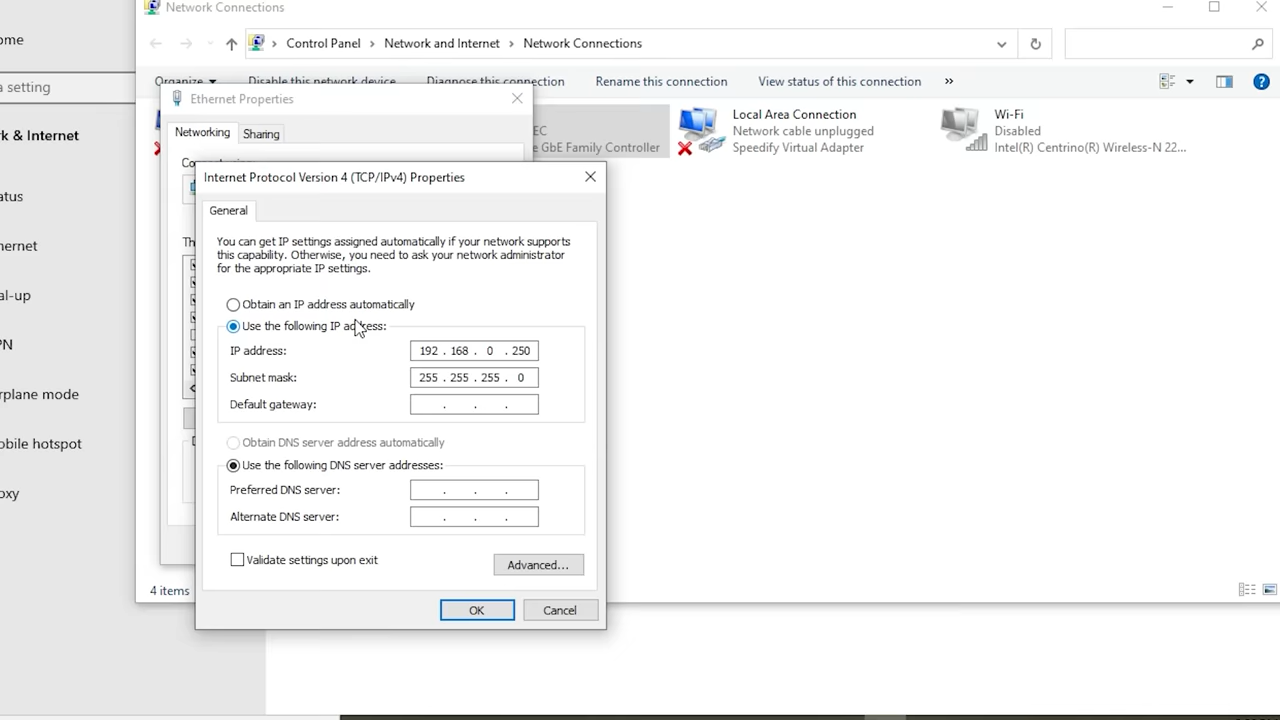 Network Connections
Control Panel > Network and Internet > Network Connections
Organize Disable this network device Diagnose this connection Rename this connection View status of this connection »
ome
a setting
k & Internet
atus
hernet
al-up
PN
rplane mode
obile hotspot
oxy
EC
e GbE Family Controller
Local Area Connection
Network cable unplugged
Speedify Virtual Adapter
Wi-Fi
Disabled
Intel(R) Centrino(R) Wireless-N 22...
Ethernet Properties
Networking Sharing
Co
Th
Internet Protocol Version 4 (TCP/IPv4) Properties
General
You can get IP settings assigned automatically if your network supports
this capability. Otherwise, you need to ask your network administrator
for the appropriate IP settings.
Obtain an IP address automatically
Use the following IP address:
IP address: 192 . 168 . 0 . 250
Subnet mask: 255 . 255 . 255 . 0
Default gateway: . . .
Obtain DNS server address automatically
Use the following DNS server addresses:
Preferred DNS server: . . .
Alternate DNS server: . . .
Validate settings upon exit
Advanced...
OK Cancel
4 items